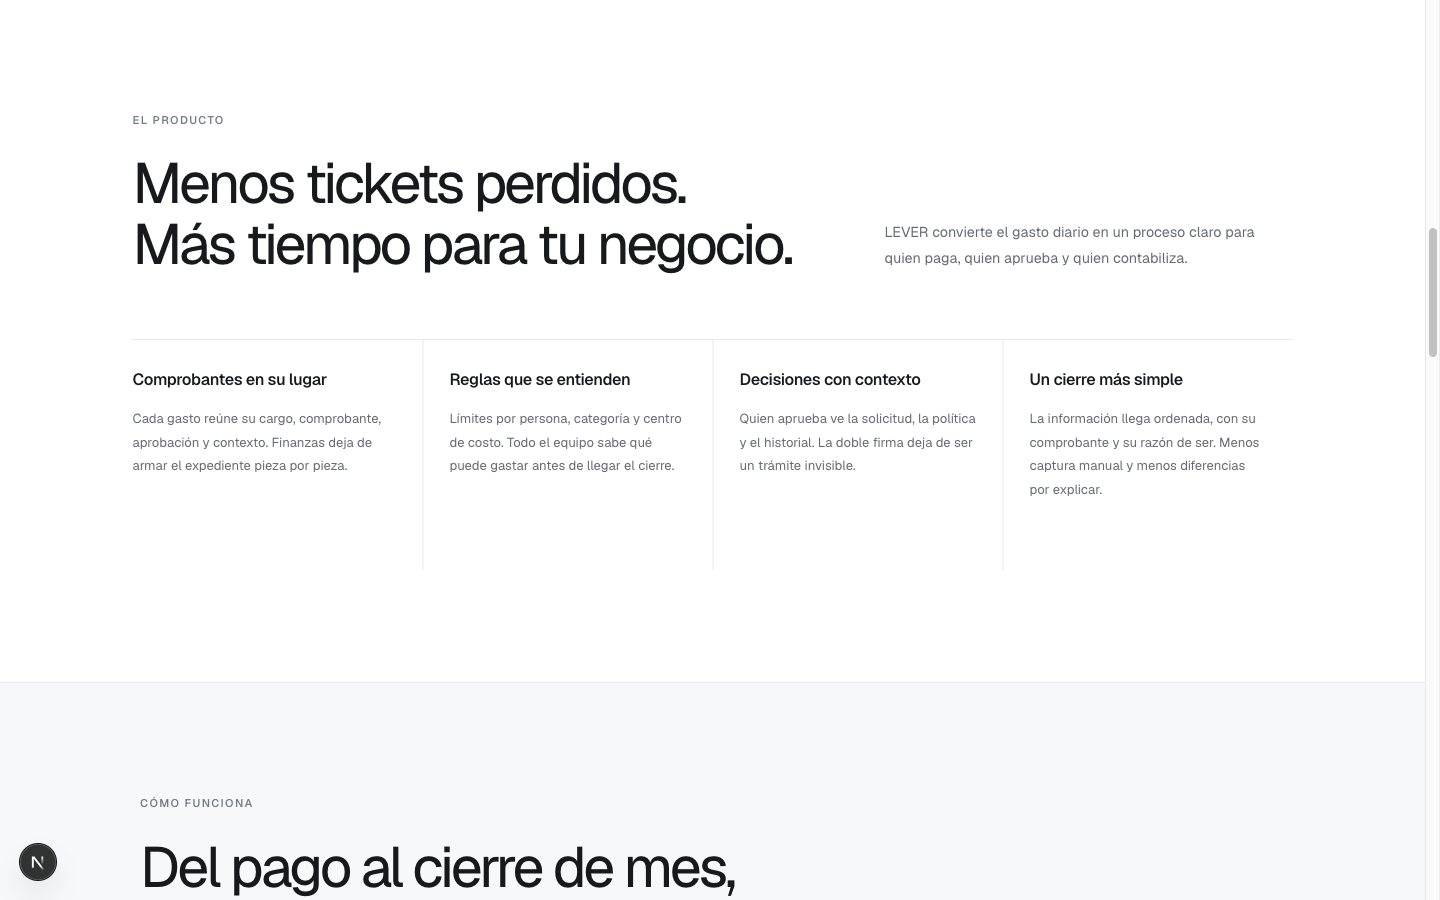 EL PRODUCTO
Menos tickets perdidos.
Más tiempo para tu negocio.
LEVER convierte el gasto diario en un proceso claro para
quien paga, quien aprueba y quien contabiliza.
Comprobantes en su lugar
Cada gasto reúne su cargo, comprobante,
aprobación y contexto. Finanzas deja de
armar el expediente pieza por pieza.
Reglas que se entienden
Límites por persona, categoría y centro
de costo. Todo el equipo sabe qué
puede gastar antes de llegar el cierre.
Decisiones con contexto
Quien aprueba ve la solicitud, la política
y el historial. La doble firma deja de ser
un trámite invisible.
Un cierre más simple
La información llega ordenada, con su
comprobante y su razón de ser. Menos
captura manual y menos diferencias
por explicar.
CÓMO FUNCIONA
Del pago al cierre de mes,
N